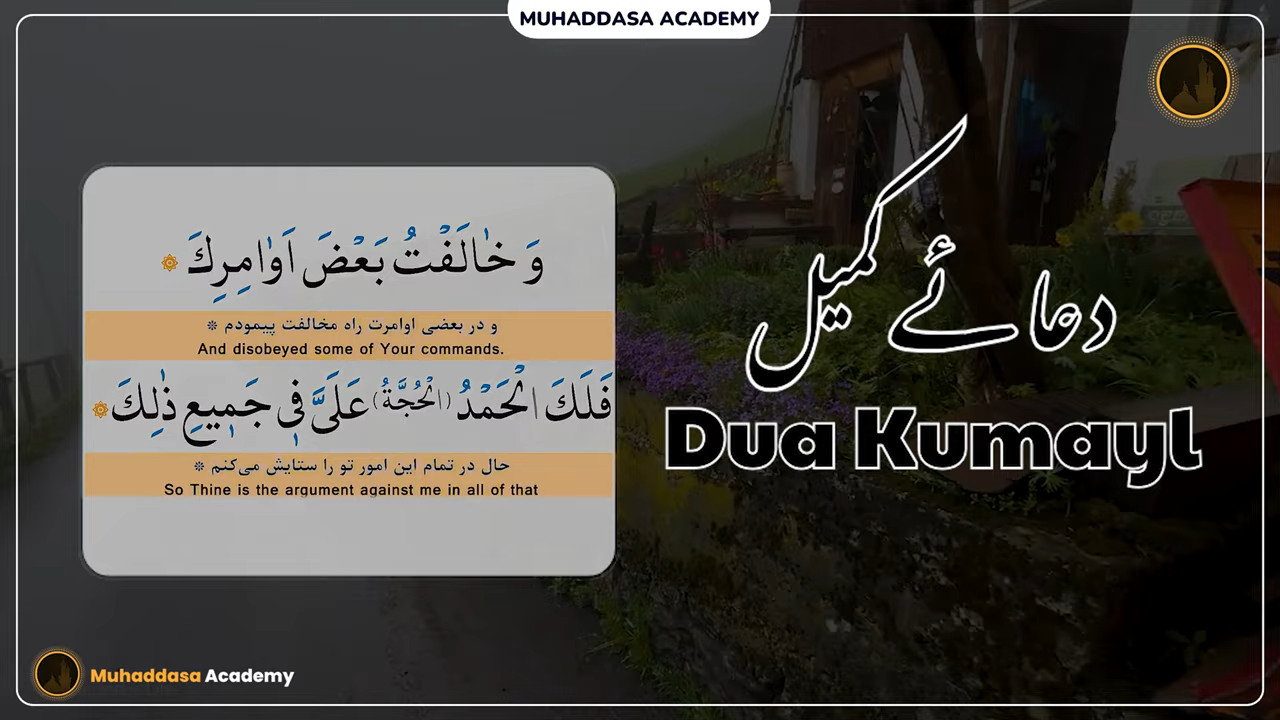 MUHADDASA ACADEMY
وَ خٰالَفْتُ بَعْضَ اَوٰامِرِكَ ۞
و در بعضی اوامرت راه مخالفت پیمودم ❊
And disobeyed some of Your commands.
فَلَكَ الْحَمْدُ (الْحُجَّةُ) عَلَىَّ فِى جَمِيعِ ذٰلِكَ ۞
حال در تمام این امور تو را ستایش می‌کنم ❊
So Thine is the argument against me in all of that
دعائے کمیل
Dua Kumayl
Muhaddasa Academy